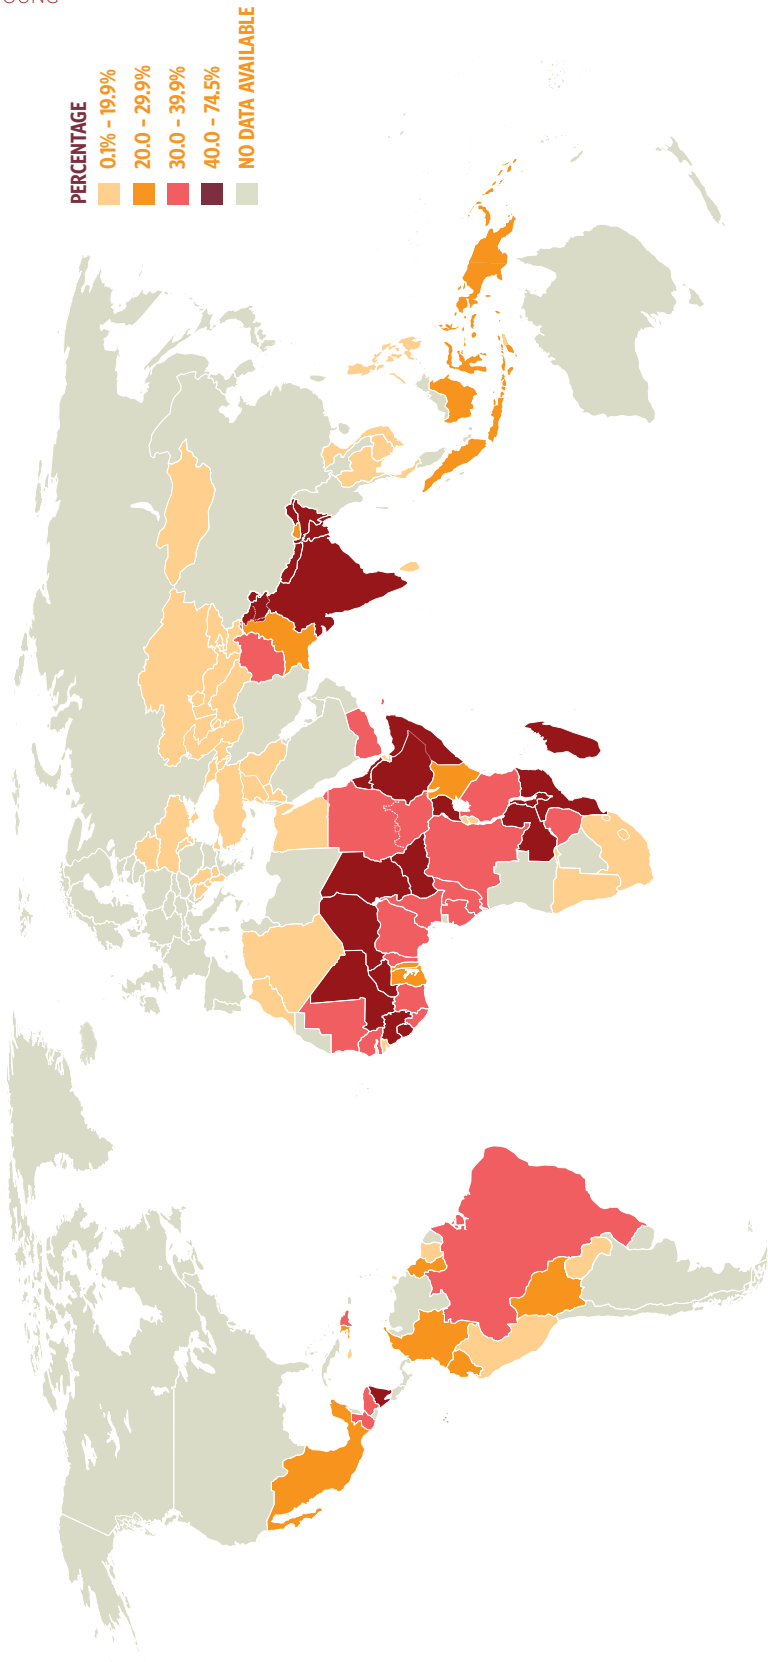 PERCENTAGE
0.1% - 19.9%
20.0 - 29.9%
30.0 - 39.9%
40.0 - 74.5%
NO DATA AVAILABLE